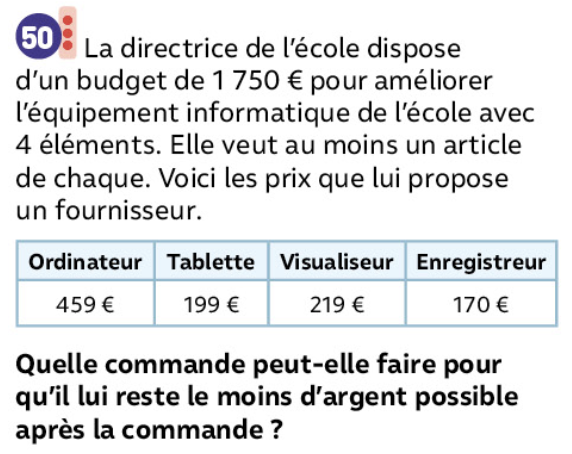 50 La directrice de l’école dispose
d’un budget de 1 750 € pour améliorer
l’équipement informatique de l’école avec
4 éléments. Elle veut au moins un article
de chaque. Voici les prix que lui propose
un fournisseur.
Ordinateur Tablette Visualiseur Enregistreur
459 € 199 € 219 € 170 €
Quelle commande peut-elle faire pour
qu’il lui reste le moins d’argent possible
après la commande ?